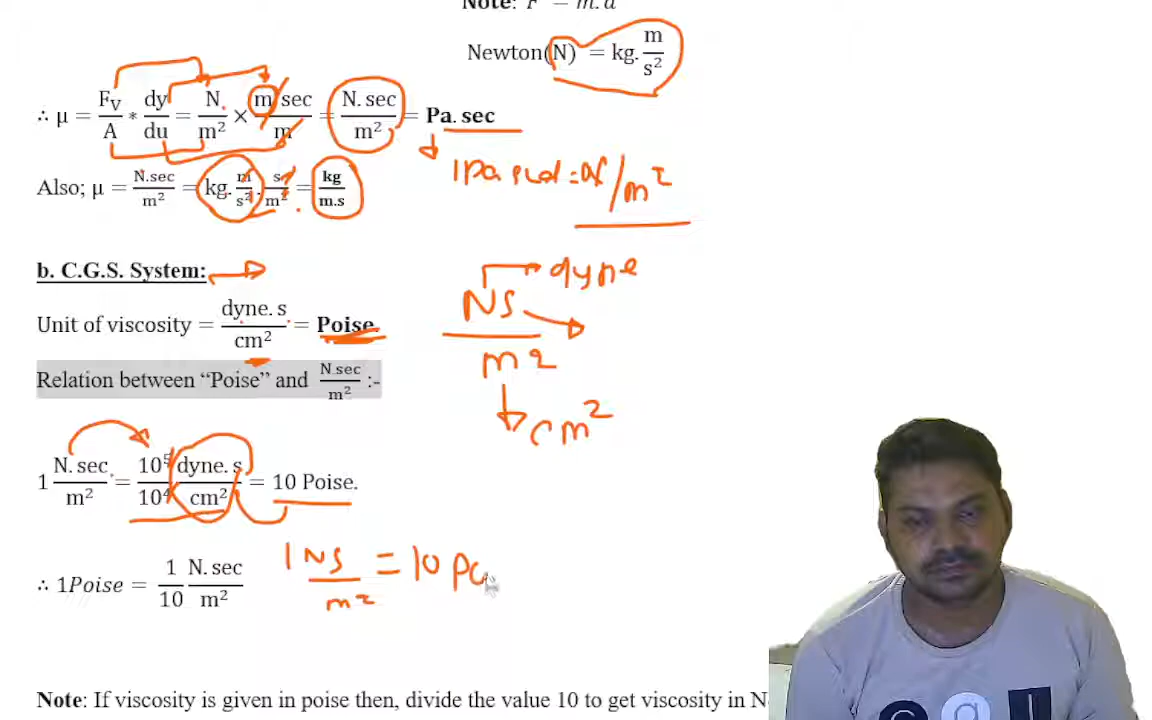 Note: F = m.a
Newton(N) = kg. m/s²
∴ μ = F_V/A * dy/du = N/m² × m/sec/m = N.sec/m² = Pa.sec
1 Pa
Also; μ = N.sec/m² = kg. m/s² . s/m² = kg/m.s
/m²
b. C.G.S. System:
dyne
NS
m²
cm²
Unit of viscosity = dyne.s/cm² = Poise.
Relation between “Poise” and N.sec/m² :-
1 N.sec/m² = 10⁵/10⁴ dyne.s/cm² = 10 Poise.
∴ 1Poise = 1/10 N.sec/m²
1 NS/m² = 10 Po
Note: If viscosity is given in poise then, divide the value 10 to get viscosity in N